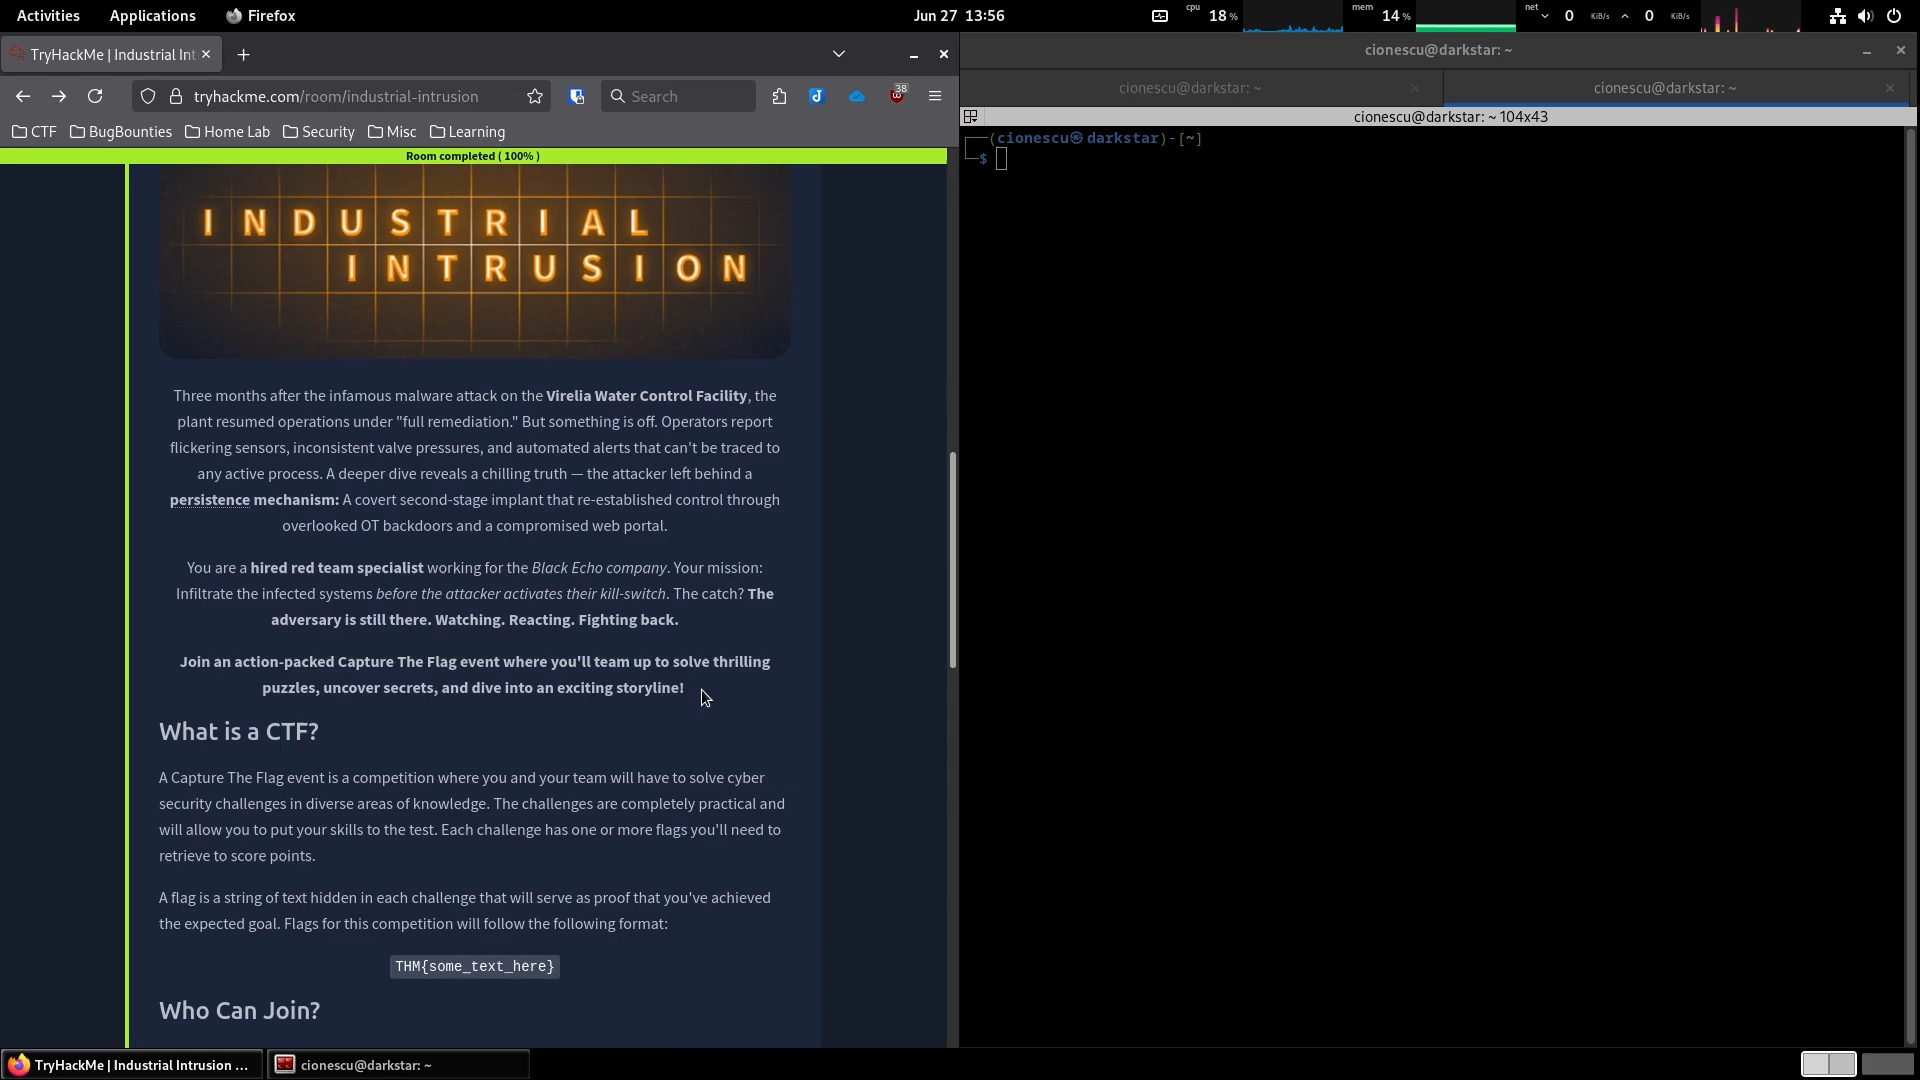 Activities
Applications
Firefox
Jun 27 13:56
cpu 18 %
mem 14 %
net 0 KiB/s 0 KiB/s
TryHackMe | Industrial Int
tryhackme.com/room/industrial-intrusion
Search
38
CTF
BugBounties
Home Lab
Security
Misc
Learning
Room completed ( 100% )
INDUSTRIAL
INTRUSION
Three months after the infamous malware attack on the Virelia Water Control Facility, the
plant resumed operations under "full remediation." But something is off. Operators report
flickering sensors, inconsistent valve pressures, and automated alerts that can't be traced to
any active process. A deeper dive reveals a chilling truth — the attacker left behind a
persistence mechanism: A covert second-stage implant that re-established control through
overlooked OT backdoors and a compromised web portal.
You are a hired red team specialist working for the Black Echo company. Your mission:
Infiltrate the infected systems before the attacker activates their kill-switch. The catch? The
adversary is still there. Watching. Reacting. Fighting back.
Join an action-packed Capture The Flag event where you'll team up to solve thrilling
puzzles, uncover secrets, and dive into an exciting storyline!
What is a CTF?
A Capture The Flag event is a competition where you and your team will have to solve cyber
security challenges in diverse areas of knowledge. The challenges are completely practical and
will allow you to put your skills to the test. Each challenge has one or more flags you'll need to
retrieve to score points.
A flag is a string of text hidden in each challenge that will serve as proof that you've achieved
the expected goal. Flags for this competition will follow the following format:
THM{some_text_here}
Who Can Join?
cionescu@darkstar: ~
cionescu@darkstar: ~
cionescu@darkstar: ~
cionescu@darkstar: ~ 104x43
┌──(cionescu㉿darkstar)-[~]
└─$
TryHackMe | Industrial Intrusion ...
cionescu@darkstar: ~